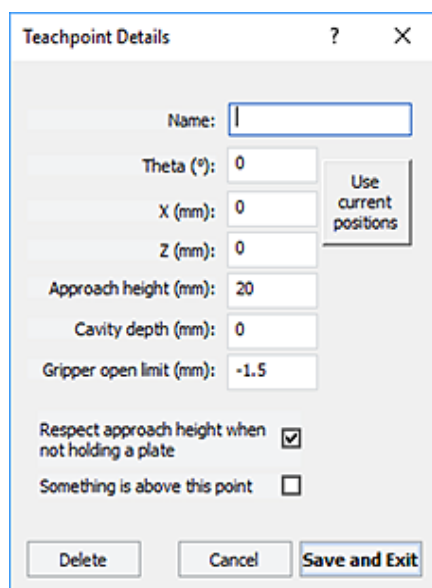 Teachpoint Details ? X
Name:
Theta (º): 0
Use
current
positions
X (mm): 0
Z (mm): 0
Approach height (mm): 20
Cavity depth (mm): 0
Gripper open limit (mm): -1.5
Respect approach height when
not holding a plate
Something is above this point
Delete Cancel Save and Exit